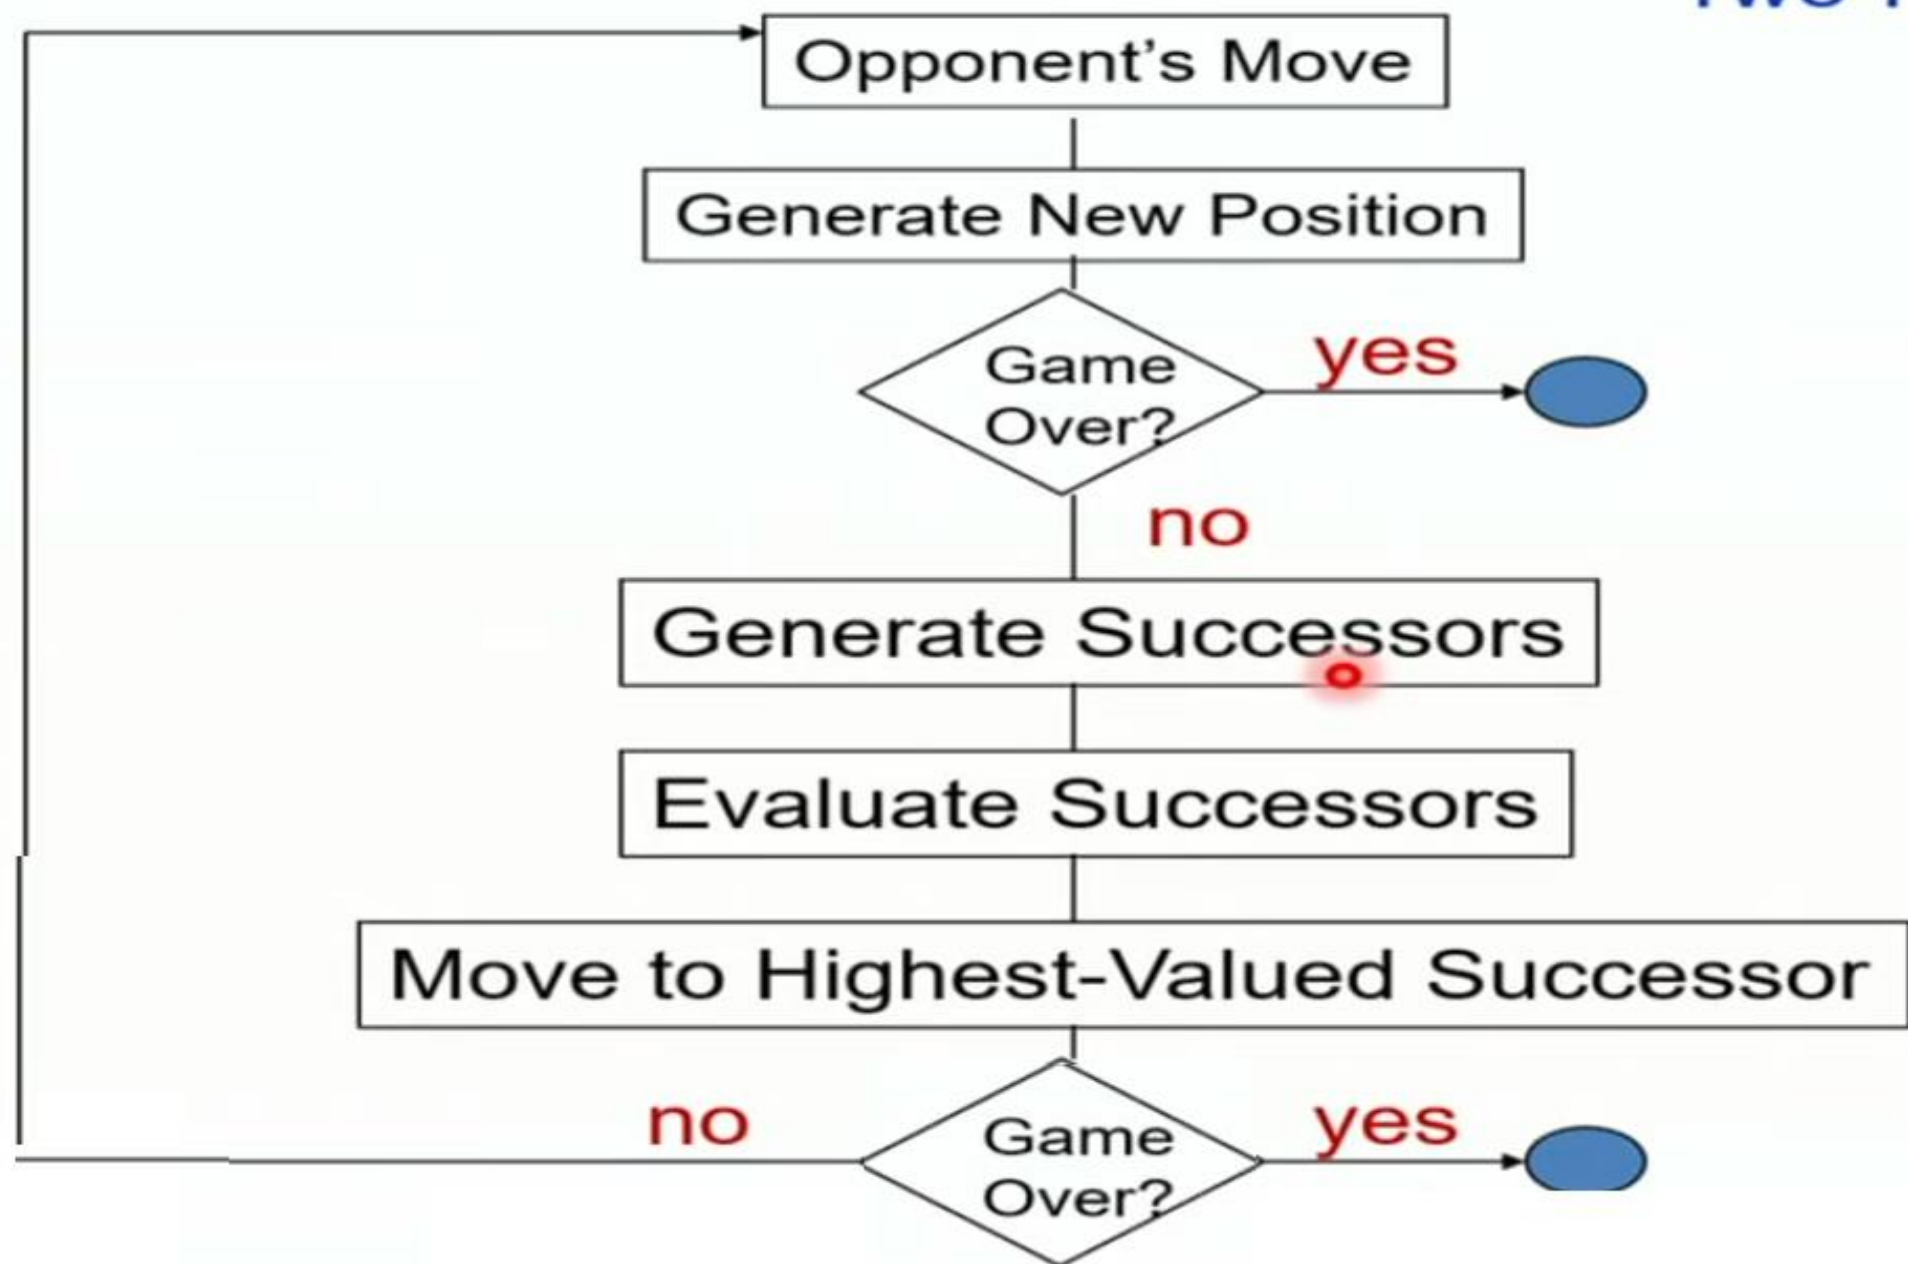 Opponent's Move
Generate New Position
Game
Over?
yes
no
Generate Successors
Evaluate Successors
Move to Highest-Valued Successor
no
Game
Over?
yes